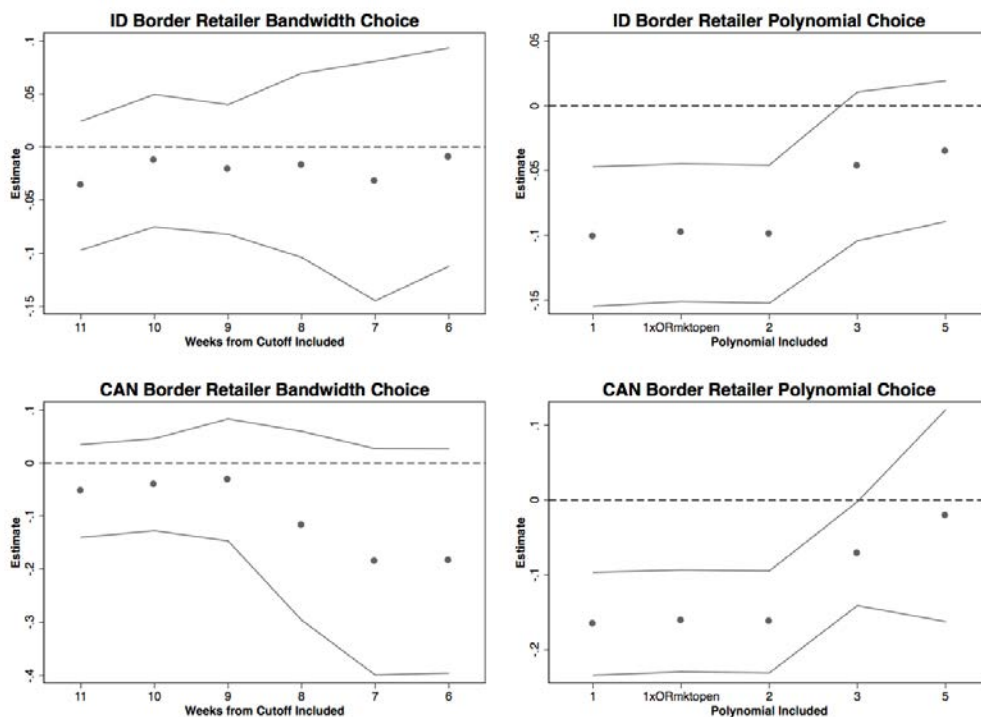 ID Border Retailer Bandwidth Choice
Estimate
.1
.05
0
-.05
-.1
-.15
11 10 9 8 7 6
Weeks from Cutoff Included
ID Border Retailer Polynomial Choice
Estimate
.05
0
-.05
-.1
-.15
1 1xORmktopen 2 3 5
Polynomial Included
CAN Border Retailer Bandwidth Choice
Estimate
.1
0
-.1
-.2
-.3
-.4
11 10 9 8 7 6
Weeks from Cutoff Included
CAN Border Retailer Polynomial Choice
Estimate
.1
0
-.1
-.2
1 1xORmktopen 2 3 5
Polynomial Included